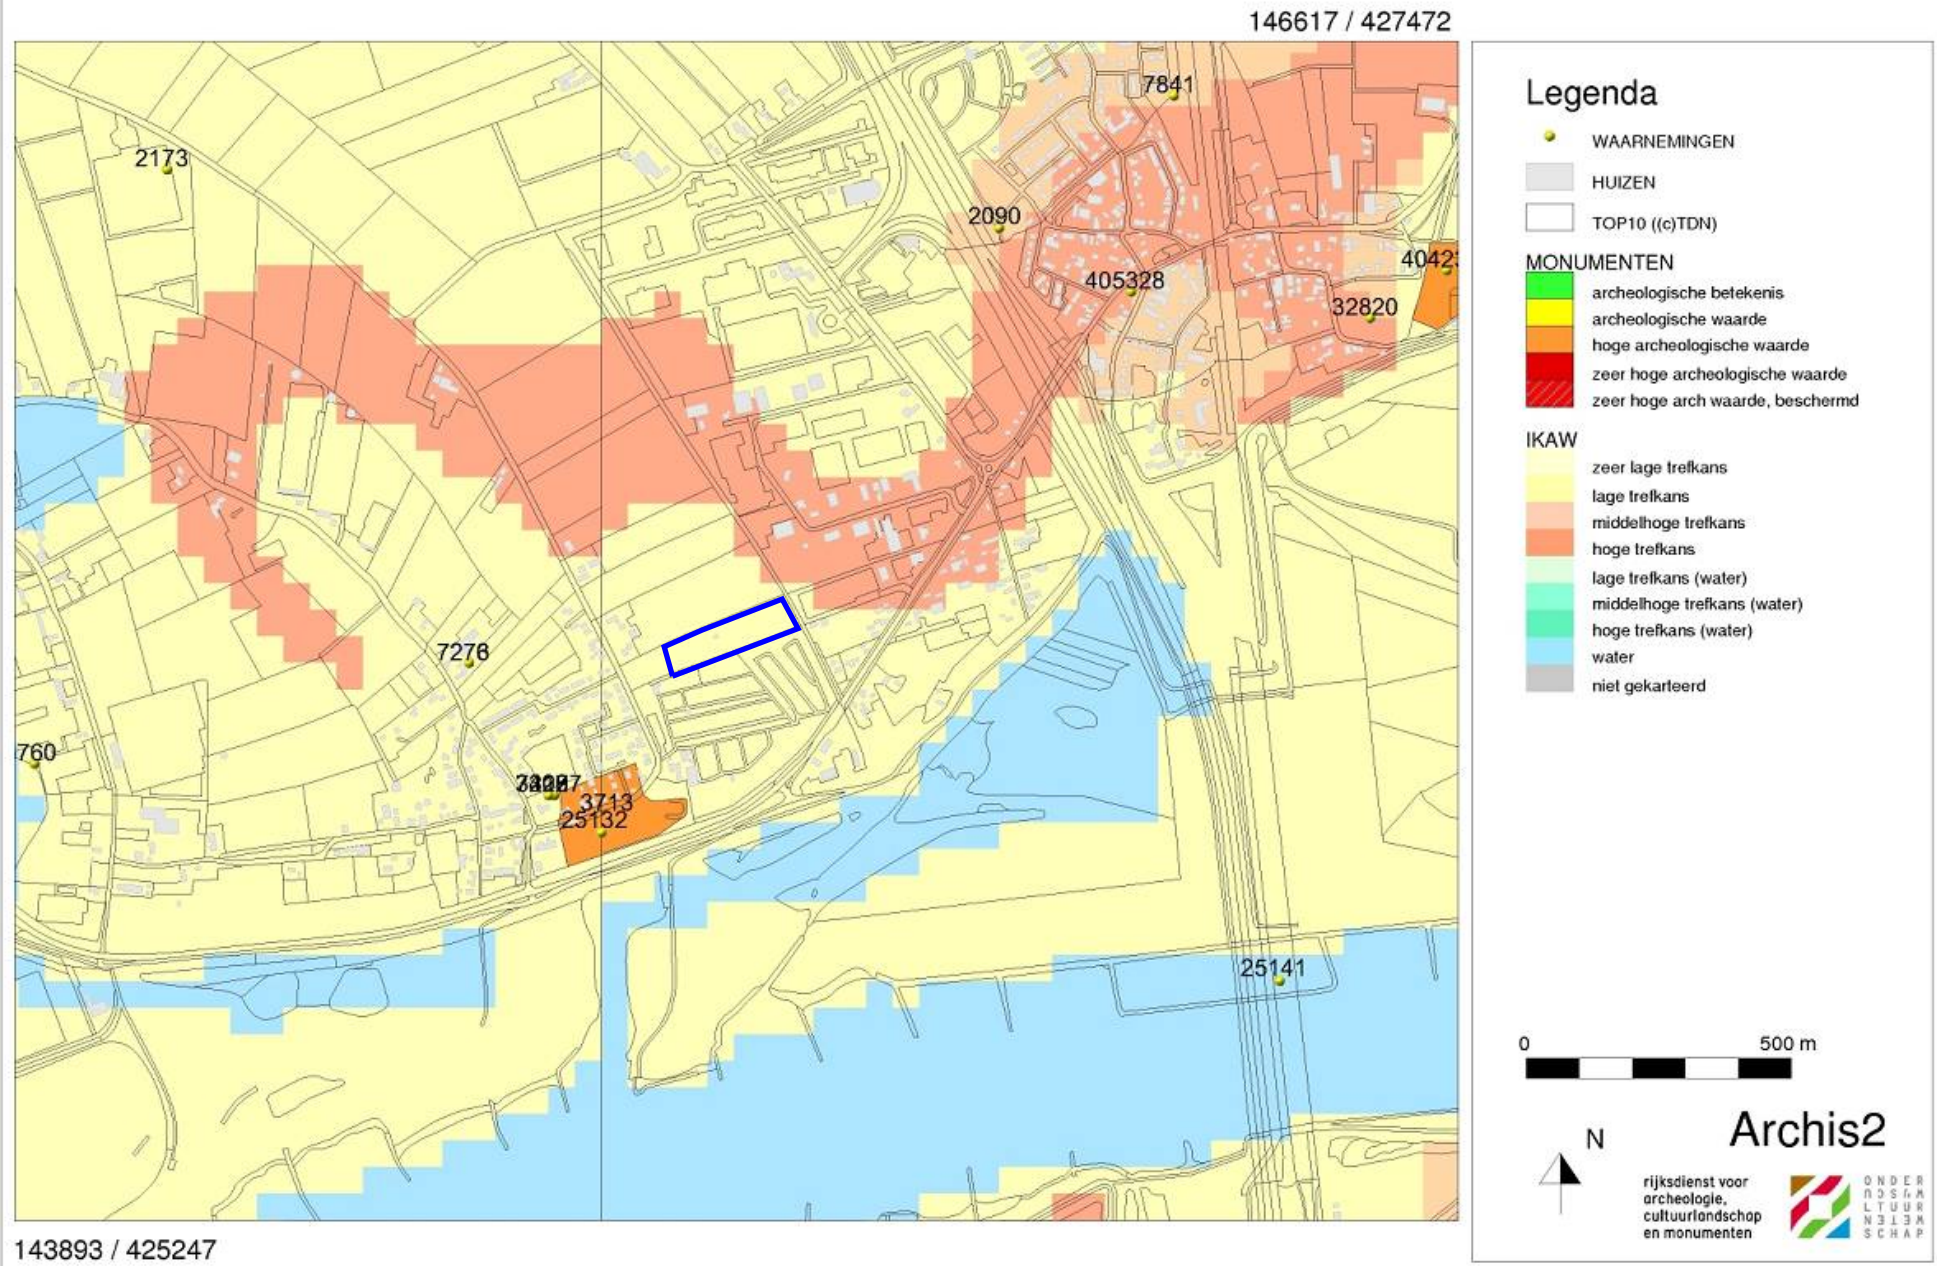 146617 / 427472
7841
2173
2090
405328
40423
32820
7276
760
3713
25132
25141
143893 / 425247
Legenda
WAARNEMINGEN
HUIZEN
TOP10 ((c)TDN)
MONUMENTEN
archeologische betekenis
archeologische waarde
hoge archeologische waarde
zeer hoge archeologische waarde
zeer hoge arch waarde, beschermd
IKAW
zeer lage trefkans
lage trefkans
middelhoge trefkans
hoge trefkans
lage trefkans (water)
middelhoge trefkans (water)
hoge trefkans (water)
water
niet gekarteerd
0 500 m
N
Archis2
rijksdienst voor
archeologie,
cultuurlandschap
en monumenten
ONDER
LTUUR
SCHAP